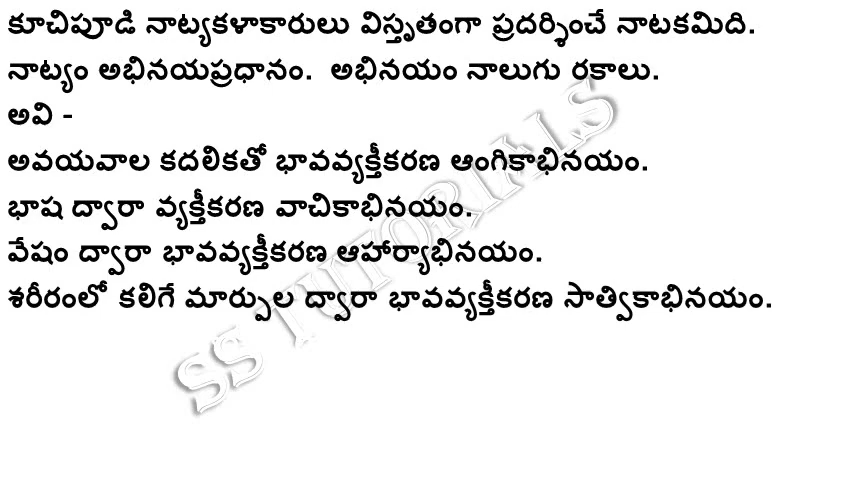 కూచిపూడి నాట్యకళాకారులు విస్తృతంగా ప్రదర్శించే నాటకమిది.
నాట్యం అభినయప్రధానం. అభినయం నాలుగు రకాలు.
అవి -
అవయవాల కదలికతో భావవ్యక్తీకరణ ఆంగికాభినయం.
భాష ద్వారా వ్యక్తీకరణ వాచికాభినయం.
వేషం ద్వారా భావవ్యక్తీకరణ ఆహార్యాభినయం.
శరీరంలో కలిగే మార్పుల ద్వారా భావవ్యక్తీకరణ సాత్వికాభినయం.
SS TUTORIALS